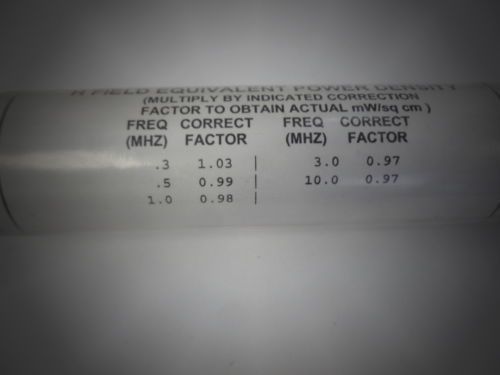 H FIELD EQUIVALENT POWER DENSITY
(MULTIPLY BY INDICATED CORRECTION
FACTOR TO OBTAIN ACTUAL mW/sq cm )
FREQ CORRECT FREQ CORRECT
(MHZ) FACTOR (MHZ) FACTOR
.3 1.03 | 3.0 0.97
.5 0.99 | 10.0 0.97
1.0 0.98 |